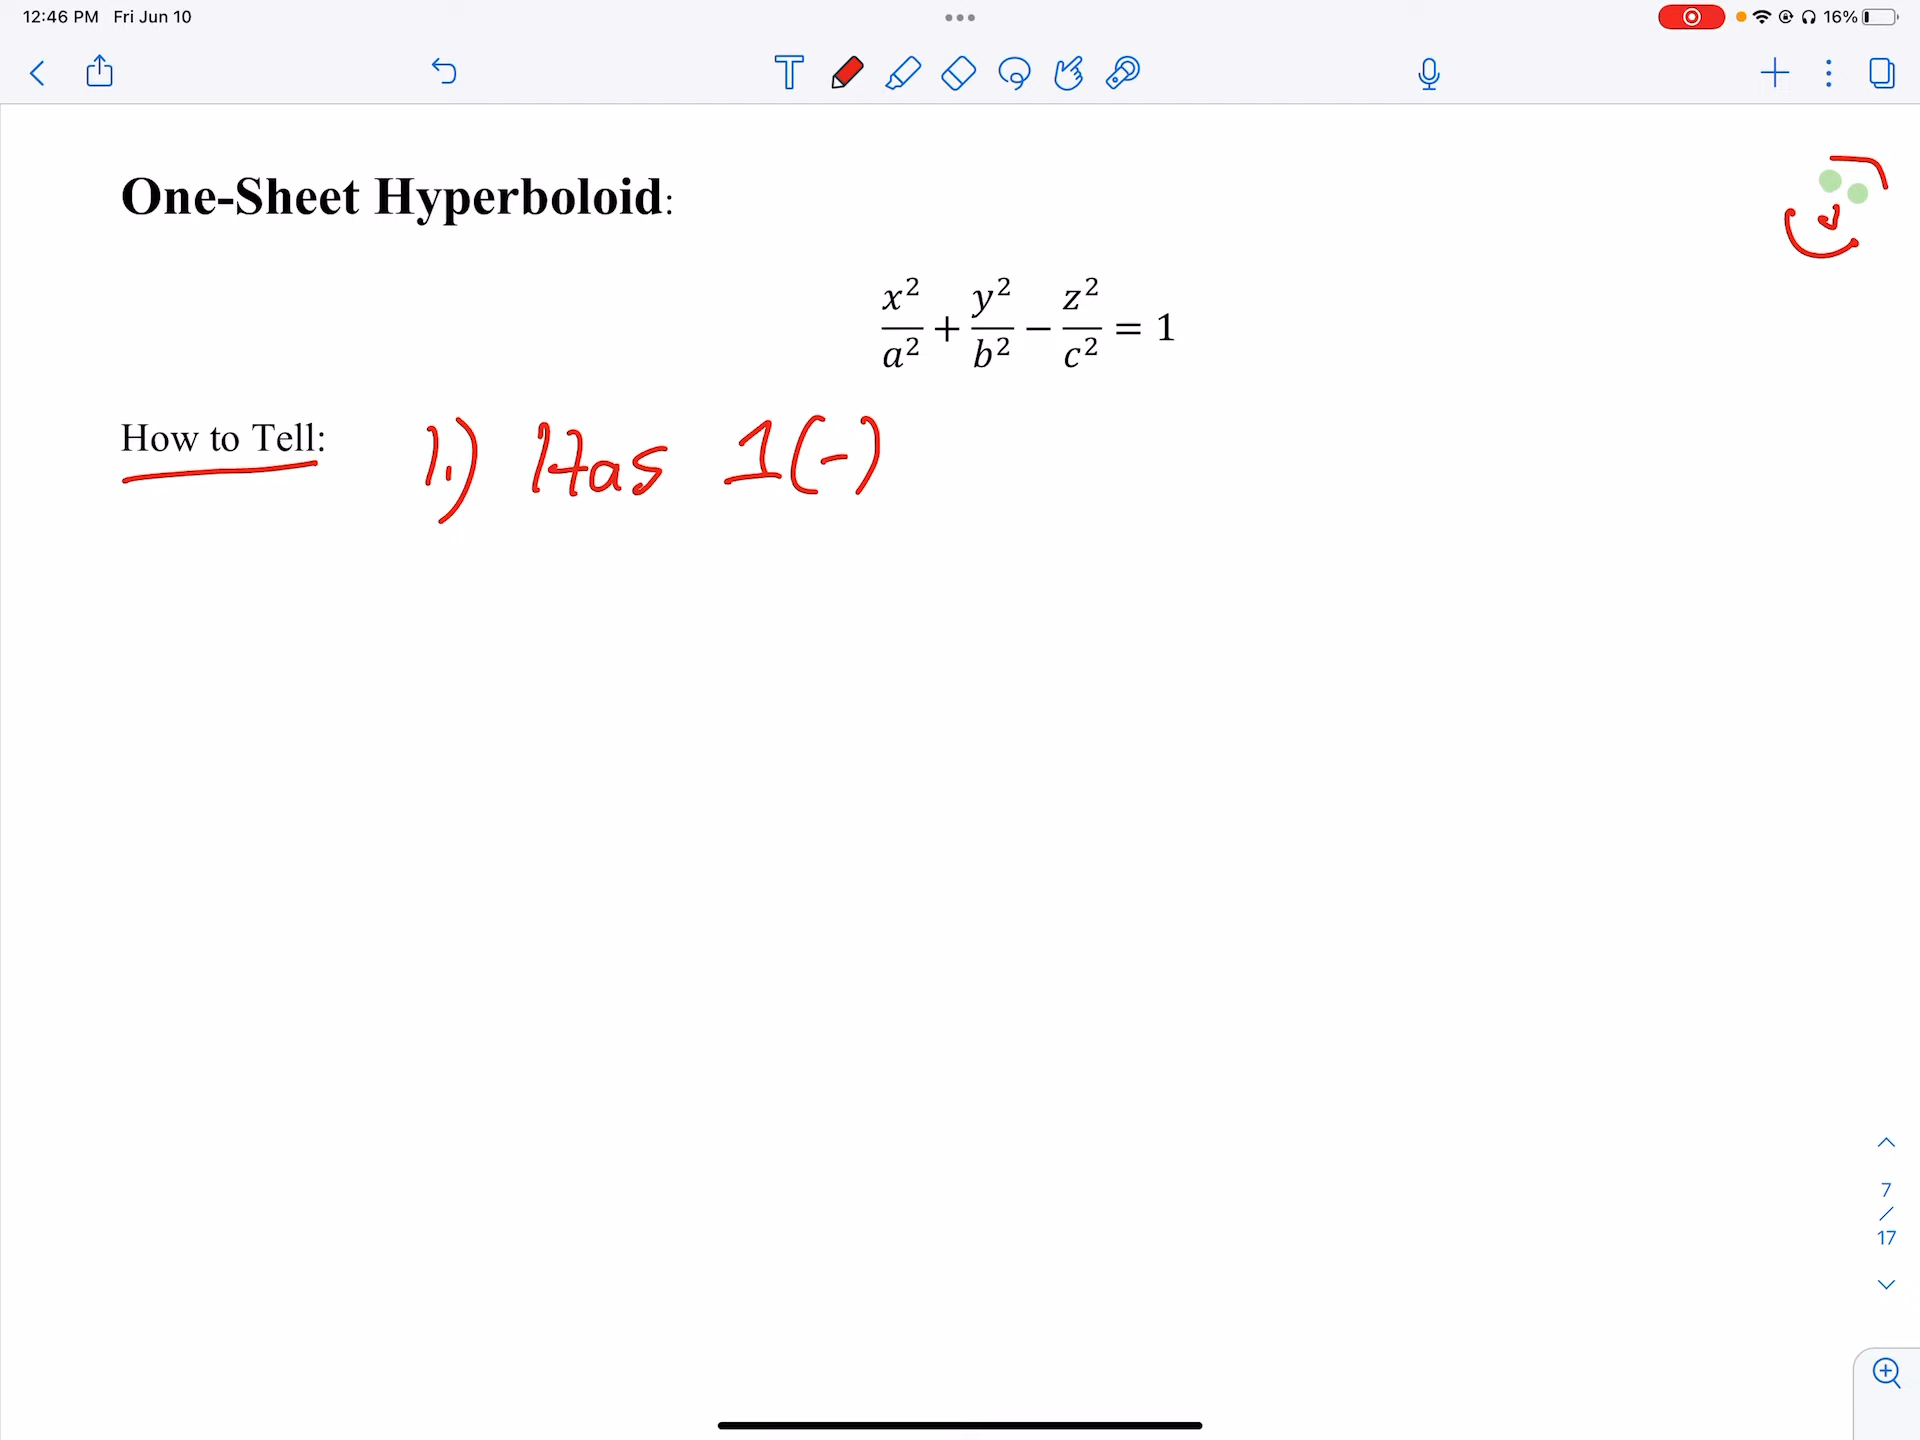 12:46 PM Fri Jun 10
16%
One-Sheet Hyperboloid:
x²/a² + y²/b² − z²/c² = 1
How to Tell: 1.) Has 1(-)
7
/
17